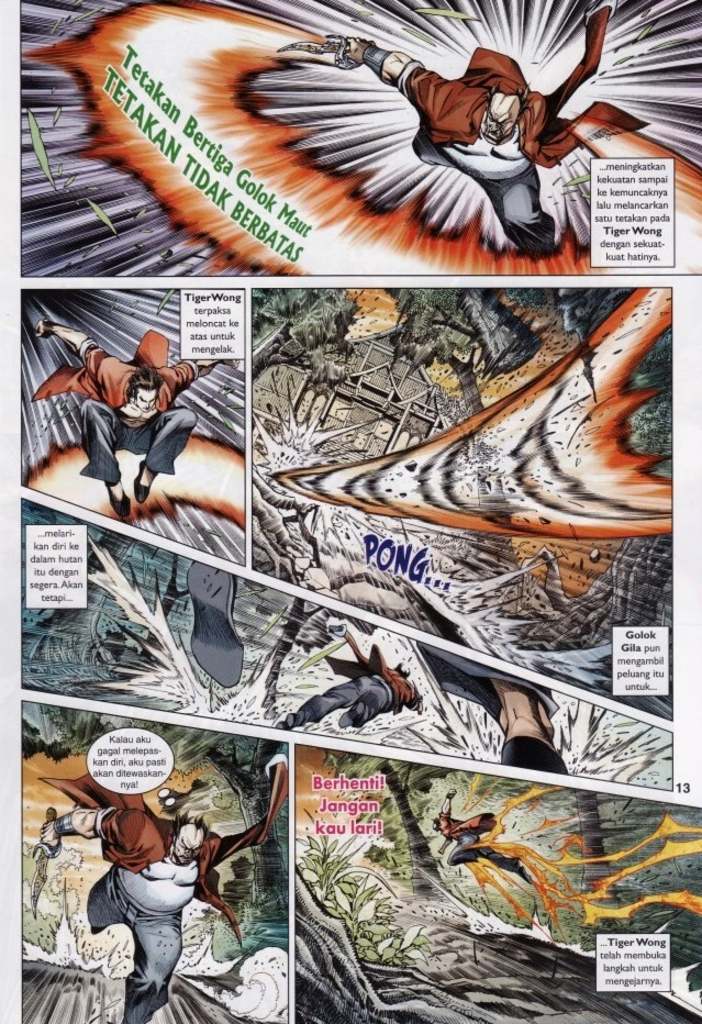 Tetakan Bertiga Golok Maut
TETAKAN TIDAK BERBATAS
...meningkatkan
kekuatan sampai
ke kemuncaknya
lalu melancarkan
satu tetakan pada
Tiger Wong
dengan sekuat-
kuat hatinya.
TigerWong
terpaksa
meloncat ke
atas untuk
mengelak.
PONG...
Golok
Gila pun
mengambil
peluang itu
untuk...
...melari-
kan diri ke
dalam hutan
itu dengan
segera. Akan
tetapi...
Kalau aku
gagal melepas-
kan diri, aku pasti
akan ditewaskan-
nya!
Berhenti!
Jangan
kau lari!
13
...Tiger Wong
telah membuka
langkah untuk
mengejarnya.